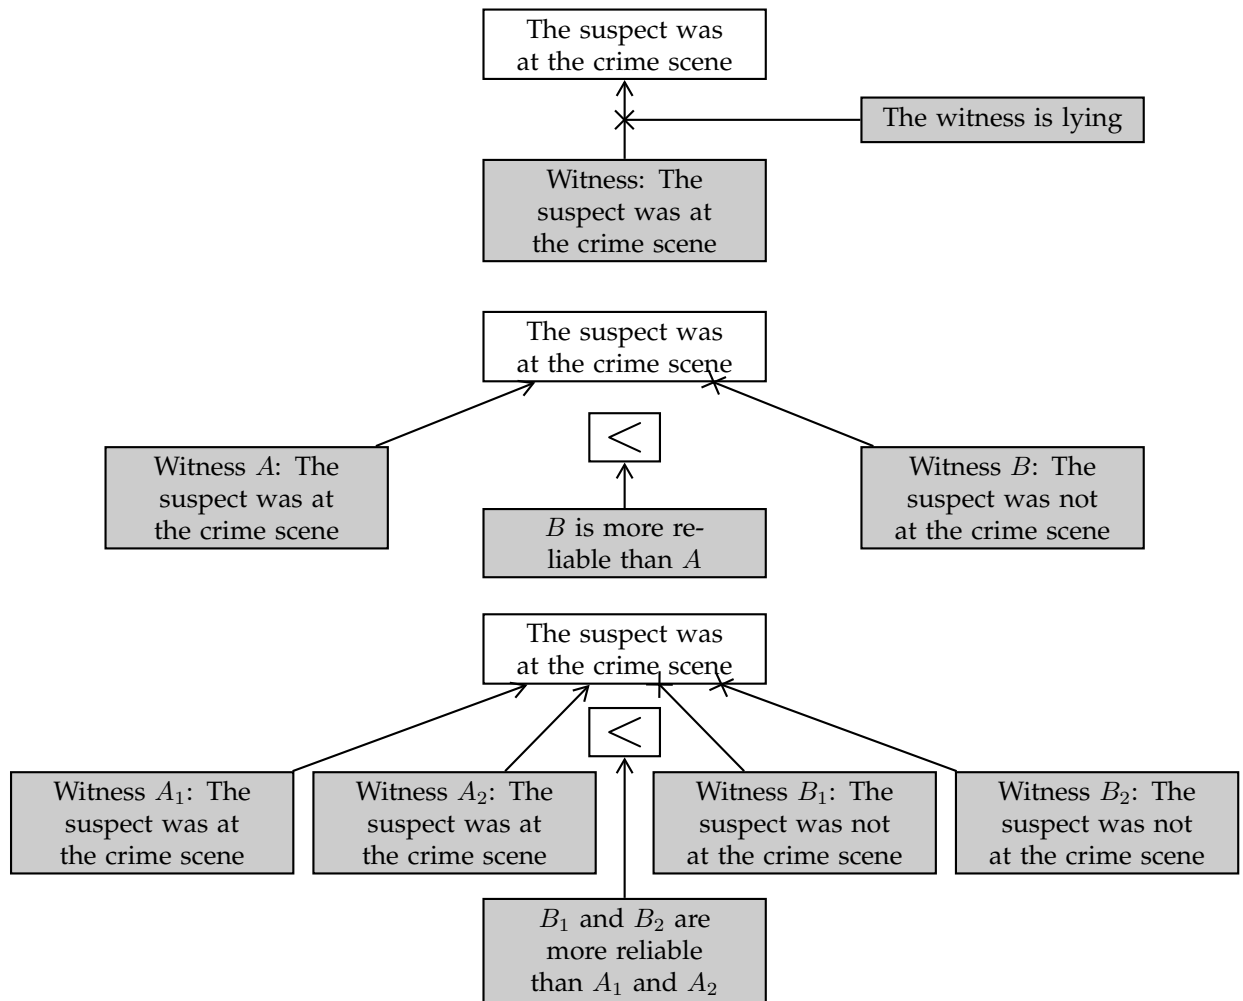 The suspect was
at the crime scene
The witness is lying
Witness: The
suspect was at
the crime scene
The suspect was
at the crime scene
<
Witness A: The
suspect was at
the crime scene
B is more re-
liable than A
Witness B: The
suspect was not
at the crime scene
The suspect was
at the crime scene
<
Witness A₁: The
suspect was at
the crime scene
Witness A₂: The
suspect was at
the crime scene
Witness B₁: The
suspect was not
at the crime scene
Witness B₂: The
suspect was not
at the crime scene
B₁ and B₂ are
more reliable
than A₁ and A₂